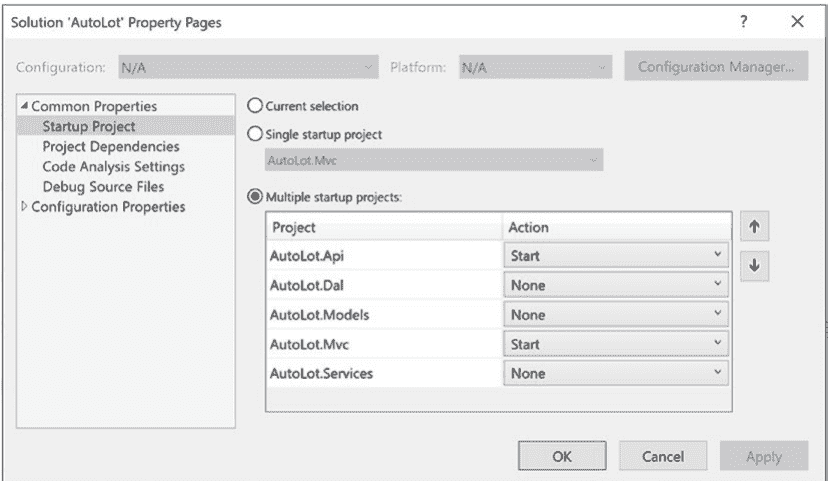 Solution 'AutoLot' Property Pages ?
Configuration: N/A Platform: N/A Configuration Manager...
Common Properties
Startup Project
Project Dependencies
Code Analysis Settings
Debug Source Files
Configuration Properties
Current selection
Single startup project
AutoLot.Mvc
Multiple startup projects:
Project Action
AutoLot.Api Start
AutoLot.Dal None
AutoLot.Models None
AutoLot.Mvc Start
AutoLot.Services None
OK Cancel Apply